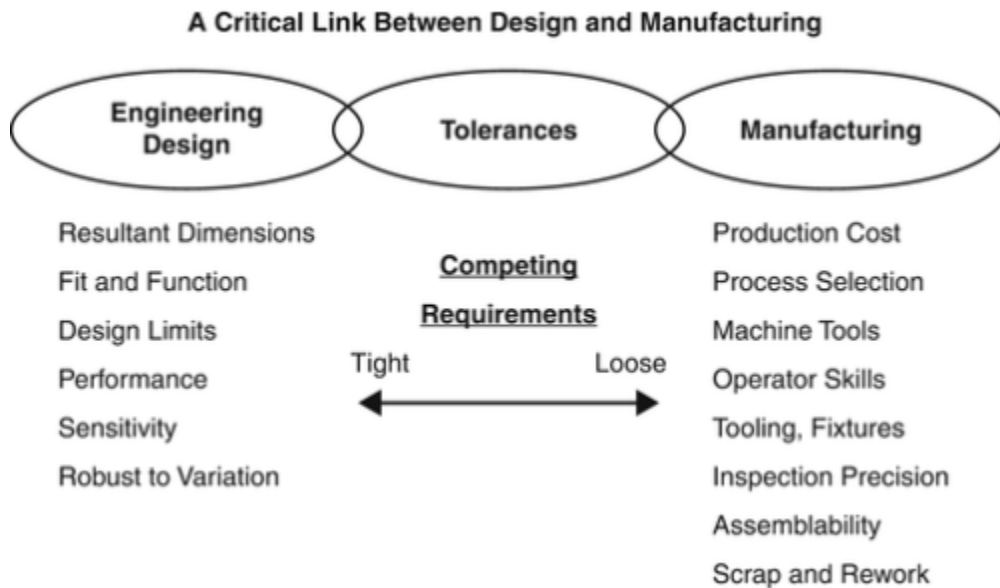 A Critical Link Between Design and Manufacturing
Engineering
Design
Tolerances
Manufacturing
Resultant Dimensions
Fit and Function
Design Limits
Performance
Sensitivity
Robust to Variation
Competing
Requirements
Tight
Loose
Production Cost
Process Selection
Machine Tools
Operator Skills
Tooling, Fixtures
Inspection Precision
Assemblability
Scrap and Rework